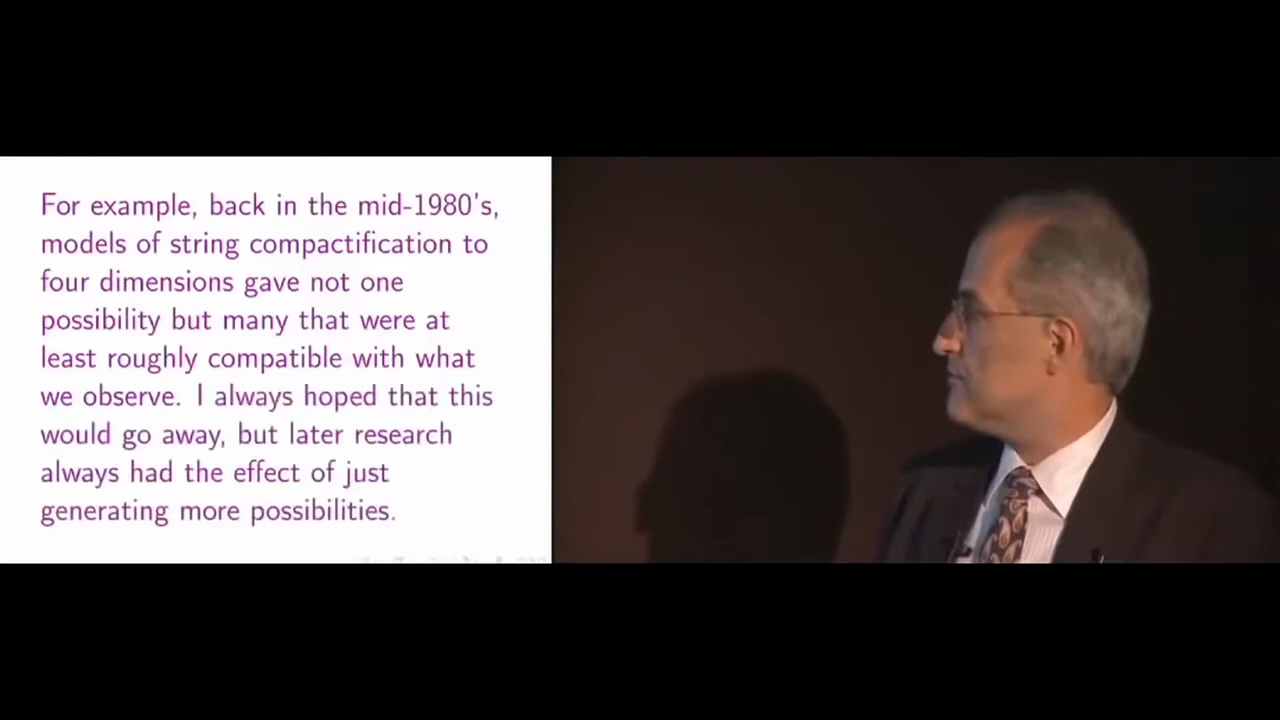 For example, back in the mid-1980's,
models of string compactification to
four dimensions gave not one
possibility but many that were at
least roughly compatible with what
we observe. I always hoped that this
would go away, but later research
always had the effect of just
generating more possibilities.